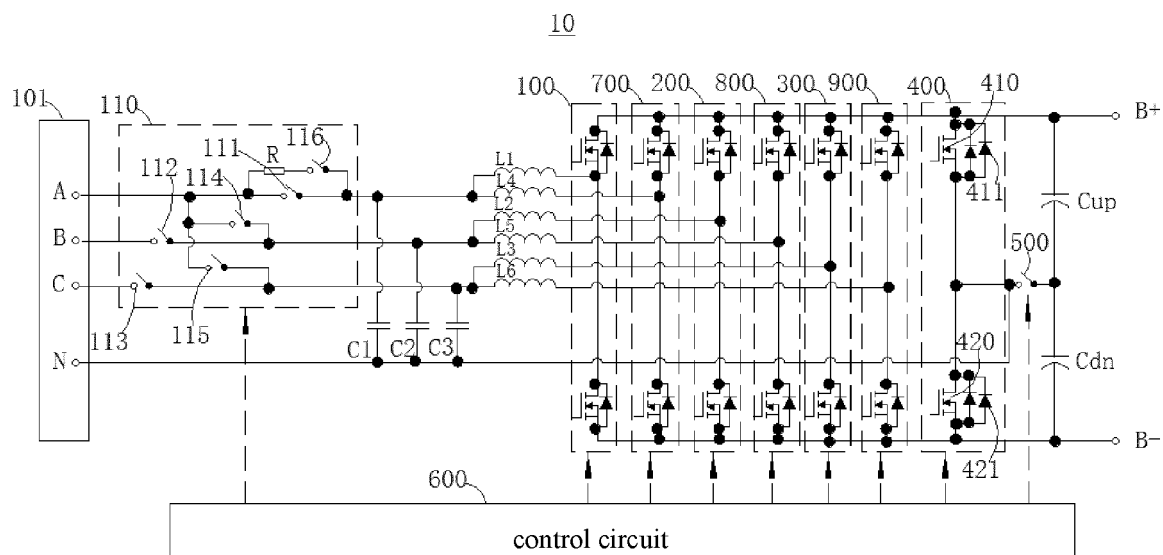 10
100 700 200 800 300 900 400 410
101 110
116
111
R
112
114
L1
L4
L2
L5
L3
L6
A
B
C
N
B+
411
Cup
500
113
115
C1 C2 C3
420
Cdn
421
B-
600
control circuit